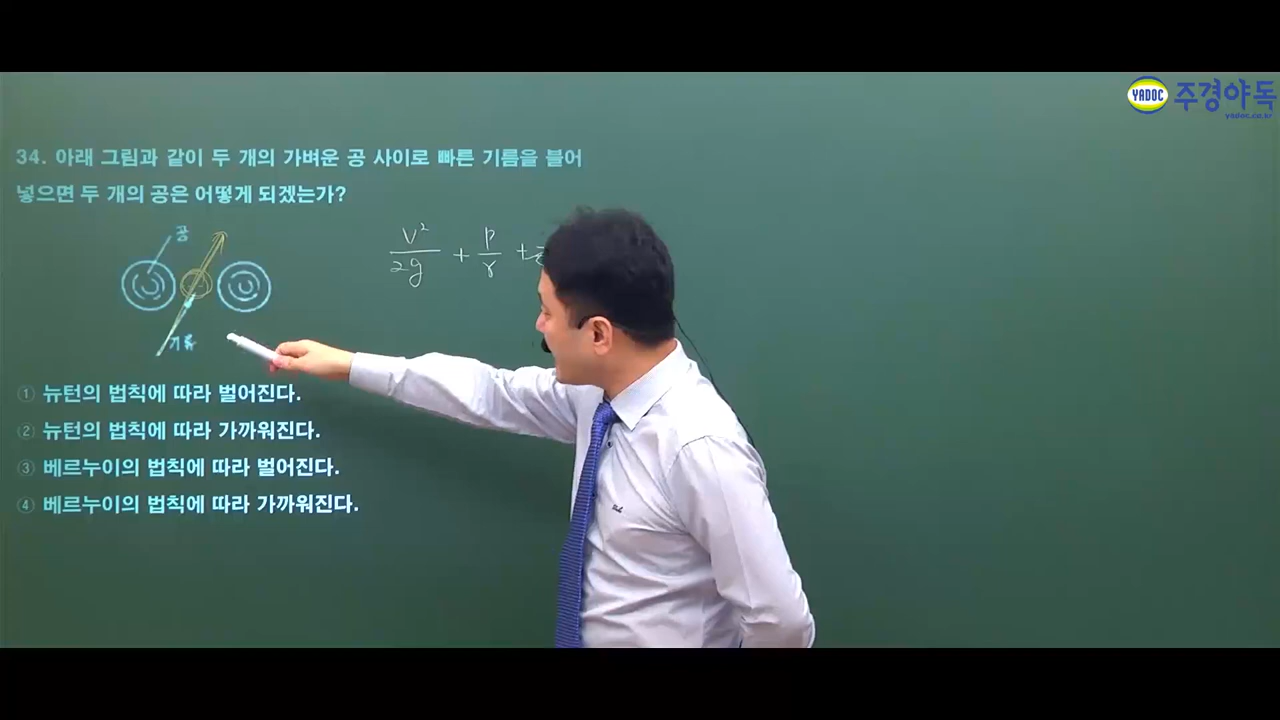 YADOC 주경야독
yadoc.co.kr
34. 아래 그림과 같이 두 개의 가벼운 공 사이로 빠른 기름을 불어
넣으면 두 개의 공은 어떻게 되겠는가?
공
기류
V²/2g + P/γ + z
① 뉴턴의 법칙에 따라 벌어진다.
② 뉴턴의 법칙에 따라 가까워진다.
③ 베르누이의 법칙에 따라 벌어진다.
④ 베르누이의 법칙에 따라 가까워진다.